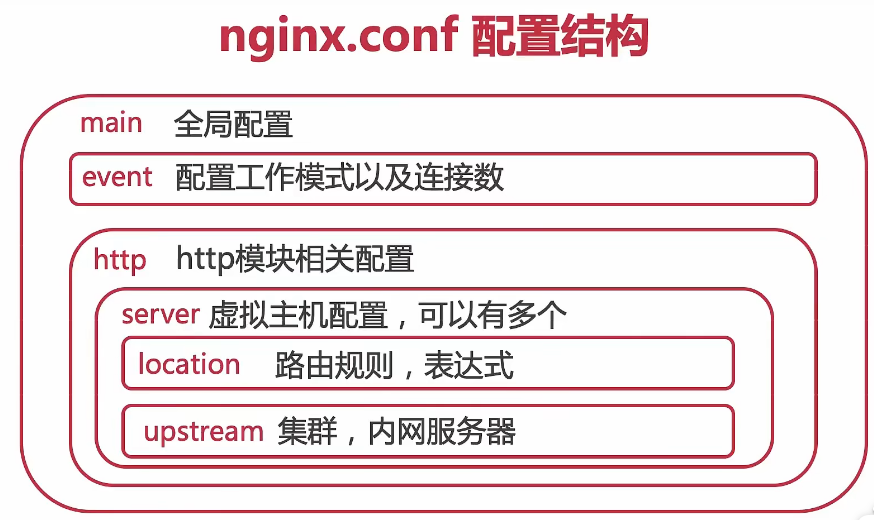 nginx.conf 配置结构
main 全局配置
event 配置工作模式以及连接数
http http模块相关配置
server 虚拟主机配置，可以有多个
location 路由规则，表达式
upstream 集群，内网服务器